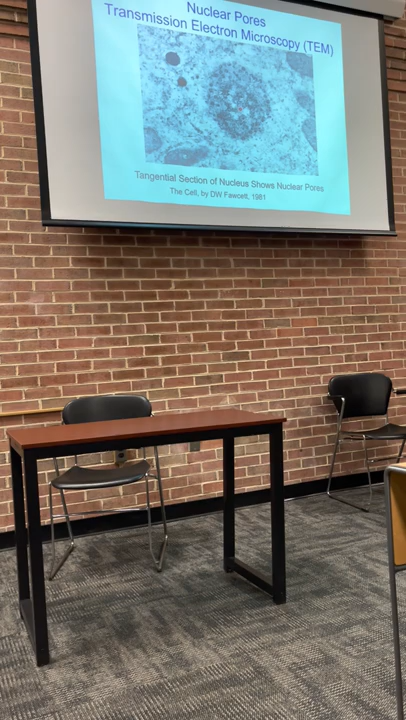 Nuclear Pores
Transmission Electron Microscopy (TEM)
Tangential Section of Nucleus Shows Nuclear Pores
The Cell, by DW Fawcett, 1981